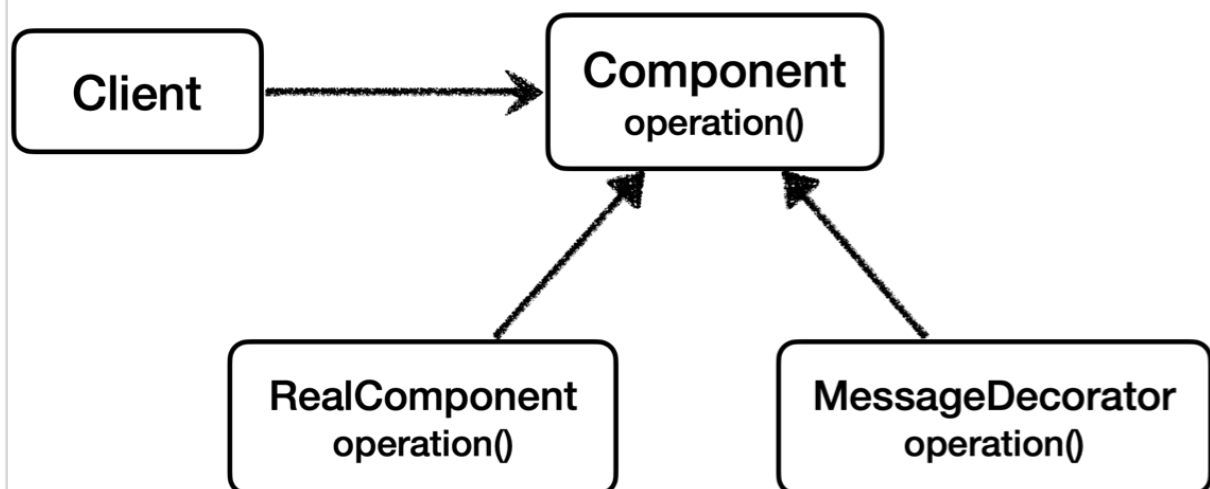 Client
Component
operation()
RealComponent
operation()
MessageDecorator
operation()